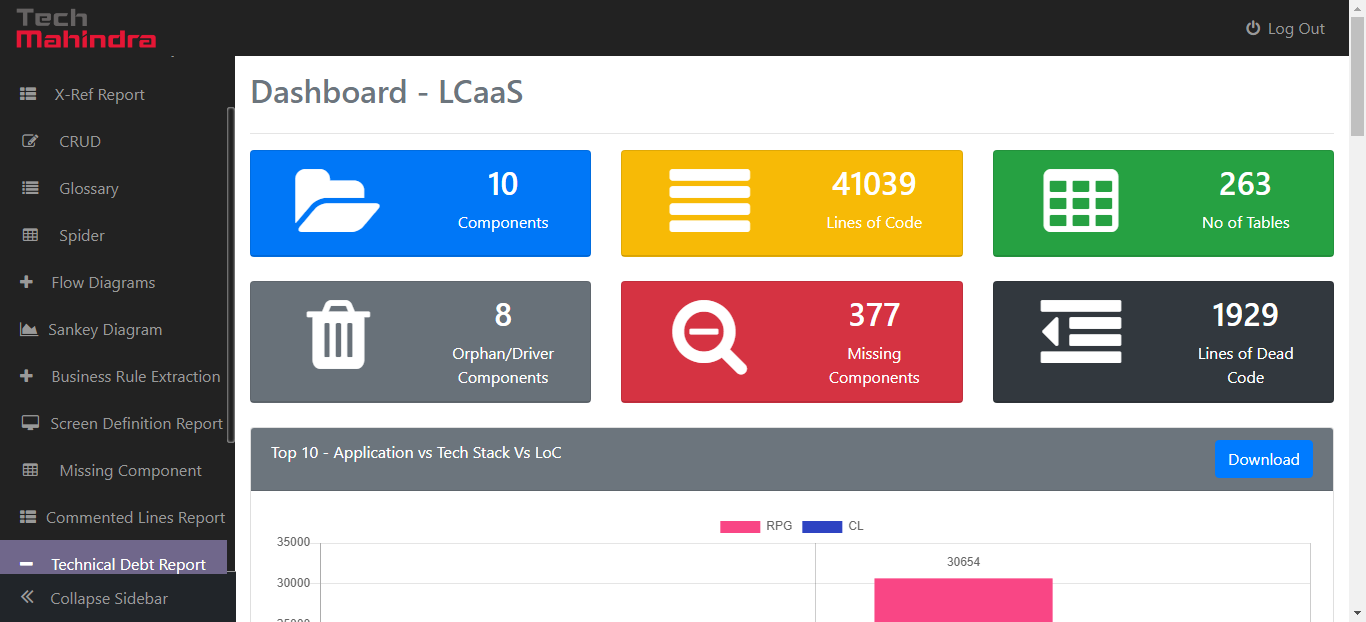 Tech
Mahindra
Log Out
X-Ref Report
CRUD
Glossary
Spider
Flow Diagrams
Sankey Diagram
Business Rule Extraction
Screen Definition Report
Missing Component
Commented Lines Report
Technical Debt Report
Collapse Sidebar
Dashboard - LCaaS
10
Components
41039
Lines of Code
263
No of Tables
8
Orphan/Driver
Components
377
Missing
Components
1929
Lines of Dead
Code
Top 10 - Application vs Tech Stack Vs LoC
Download
RPG
CL
35000
30654
30000